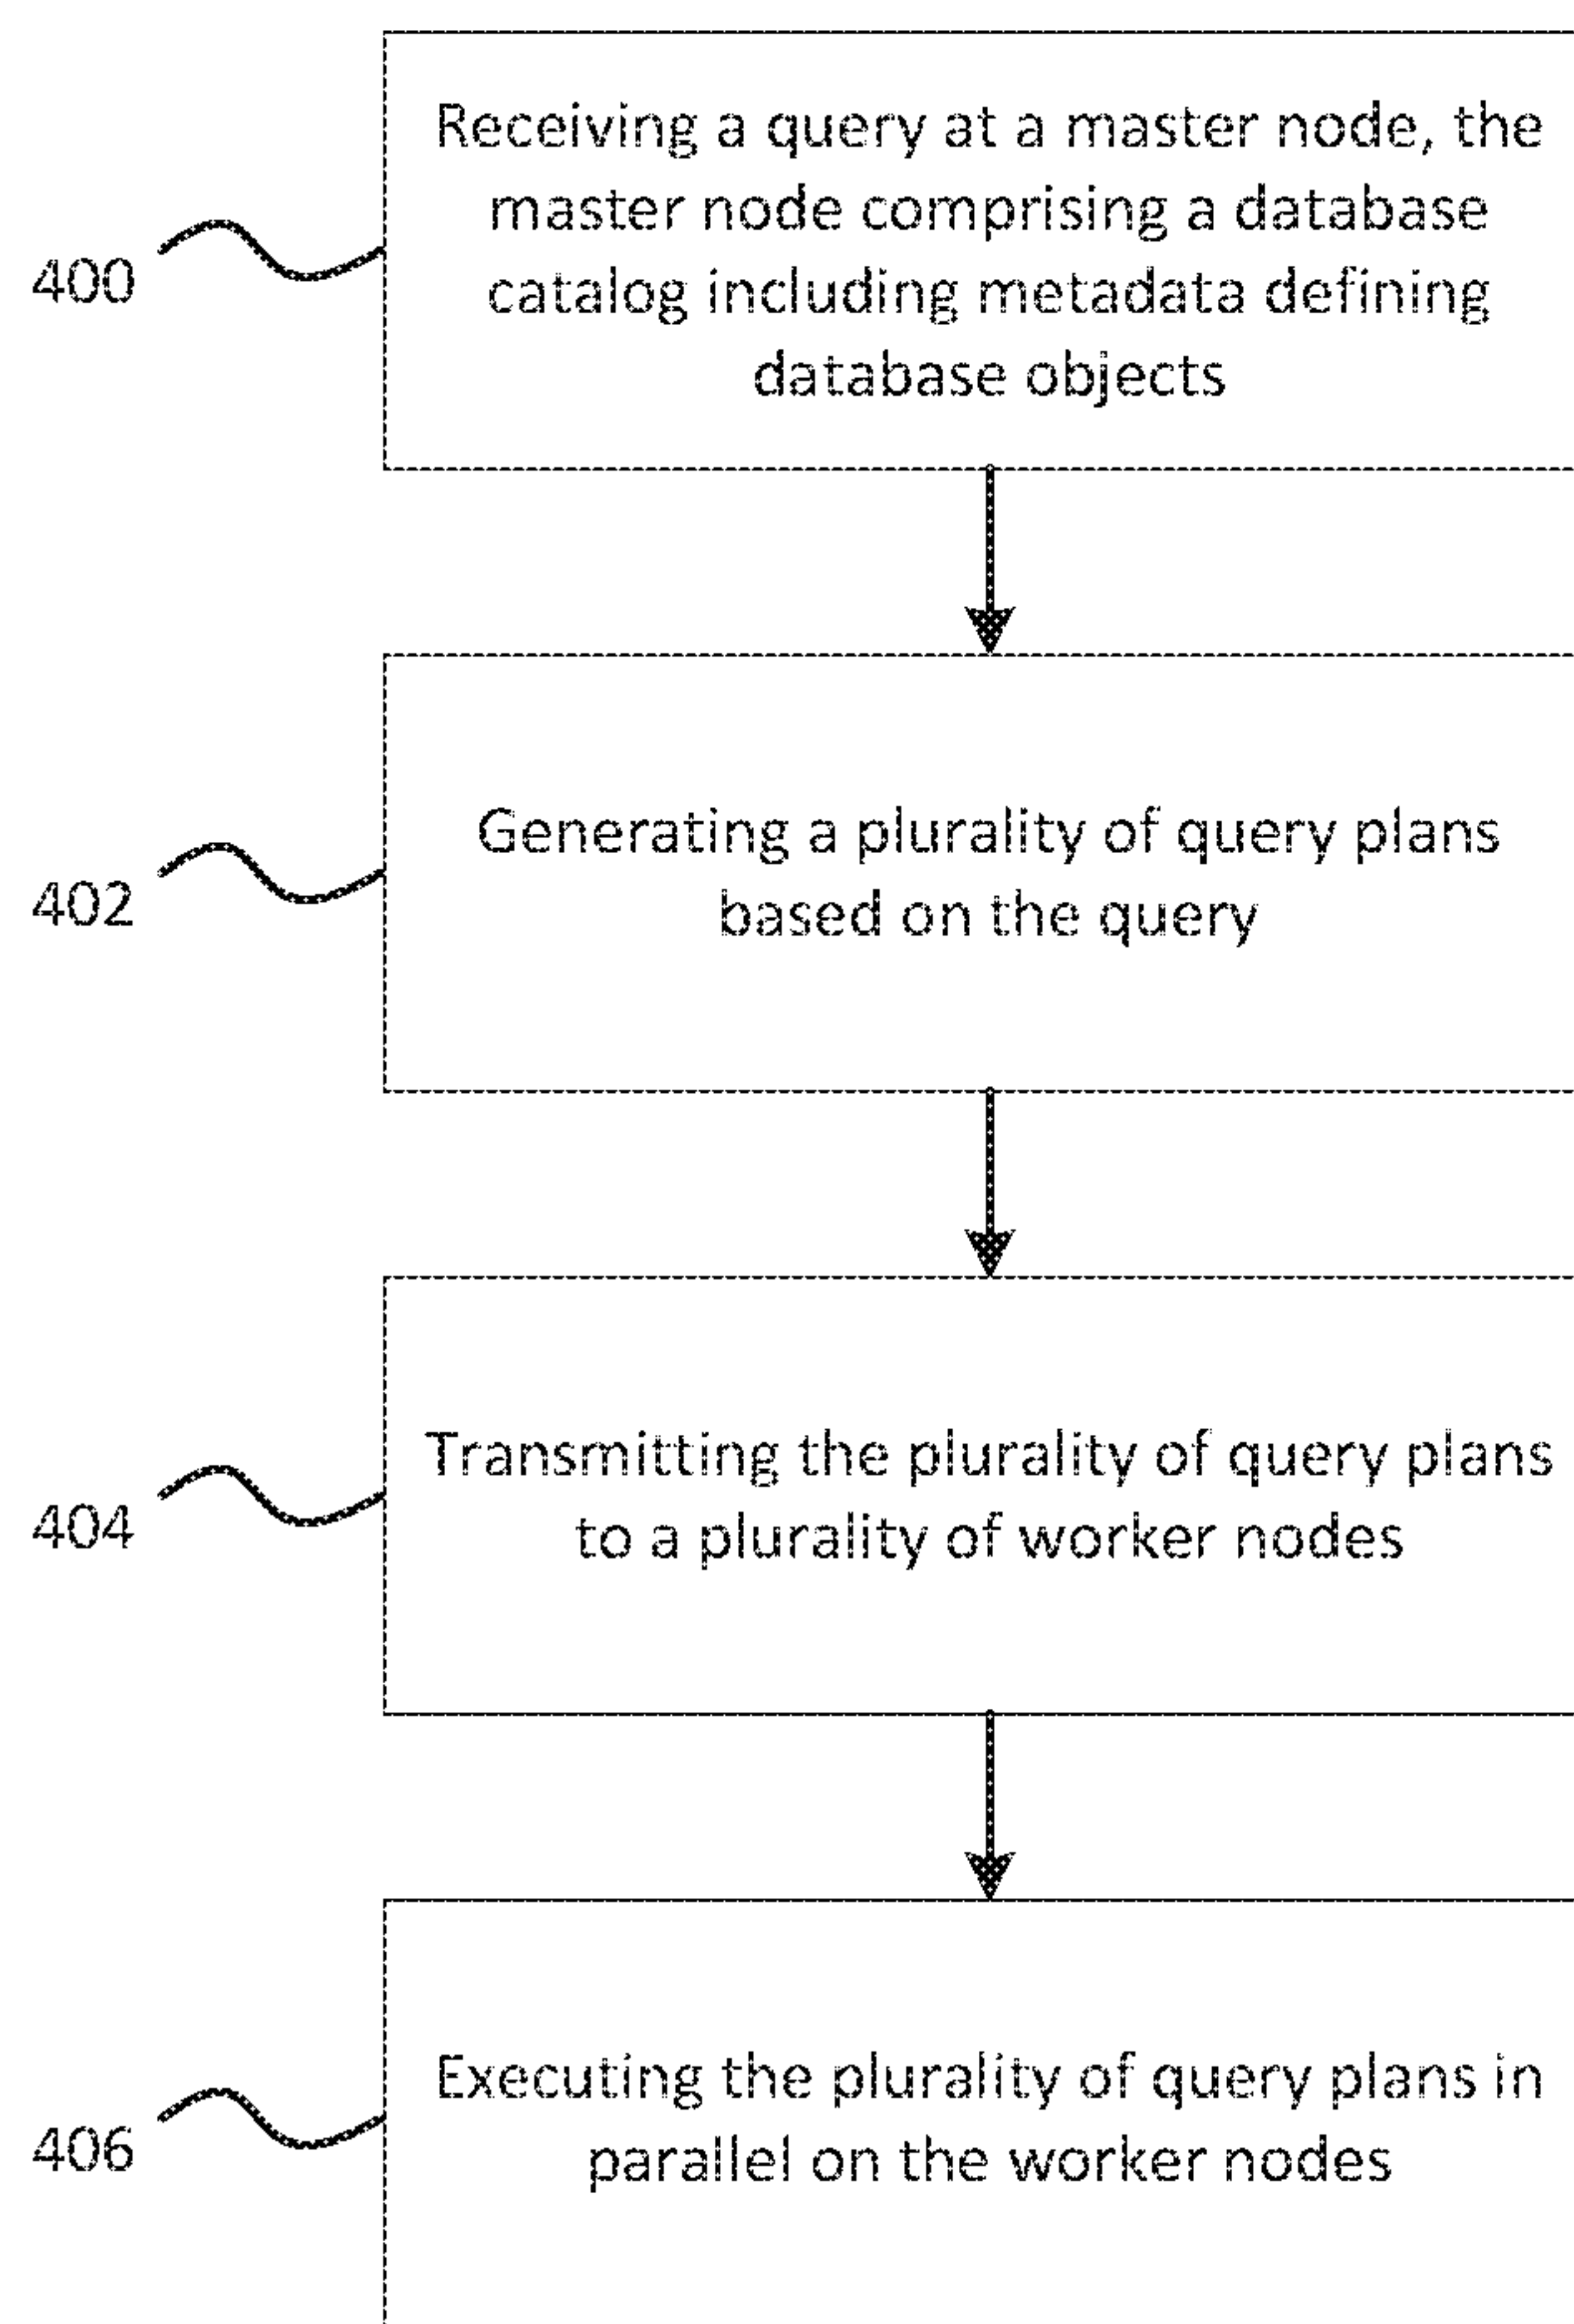 Receiving a query at a master node, the
master node comprising a database
catalog including metadata defining
database objects
400
Generating a plurality of query plans
based on the query
402
Transmitting the plurality of query plans
to a plurality of worker nodes
404
Executing the plurality of query plans in
parallel on the worker nodes
406